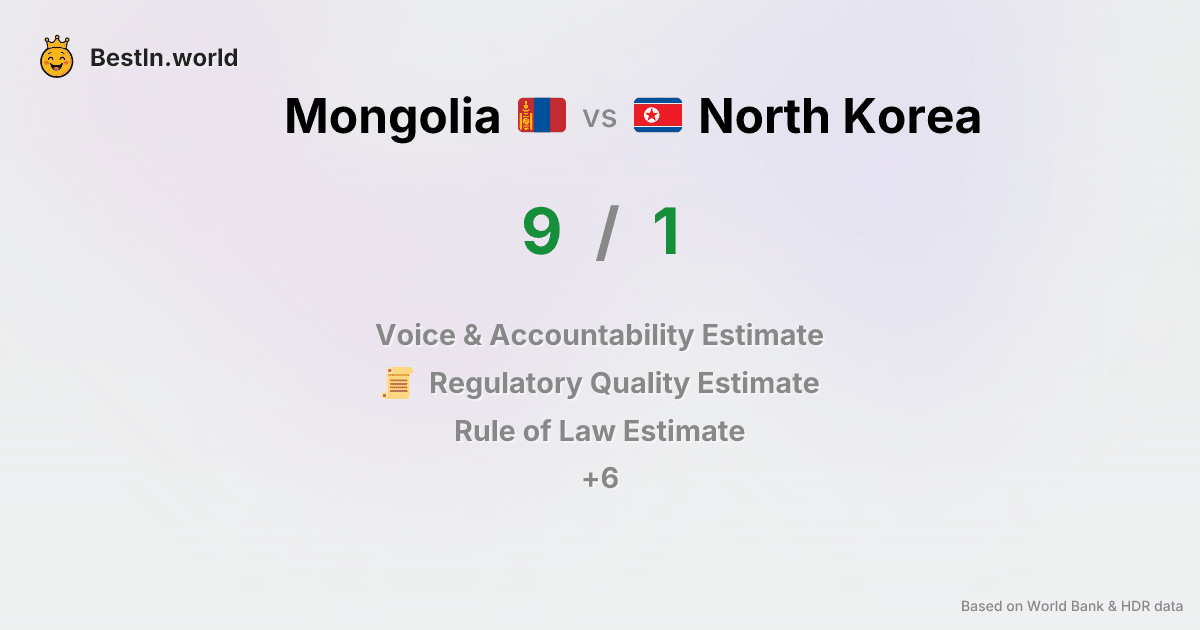 BestIn.world
Mongolia vs North Korea
9 / 1
Voice & Accountability Estimate
Regulatory Quality Estimate
Rule of Law Estimate
+6
Based on World Bank & HDR data